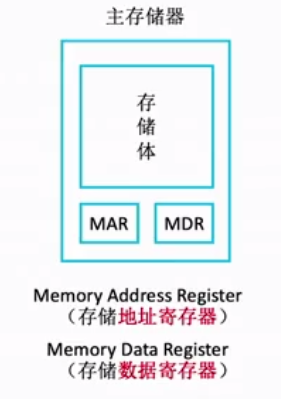 主存储器
存
储
体
MAR MDR
Memory Address Register
（存储地址寄存器）
Memory Data Register
（存储数据寄存器）